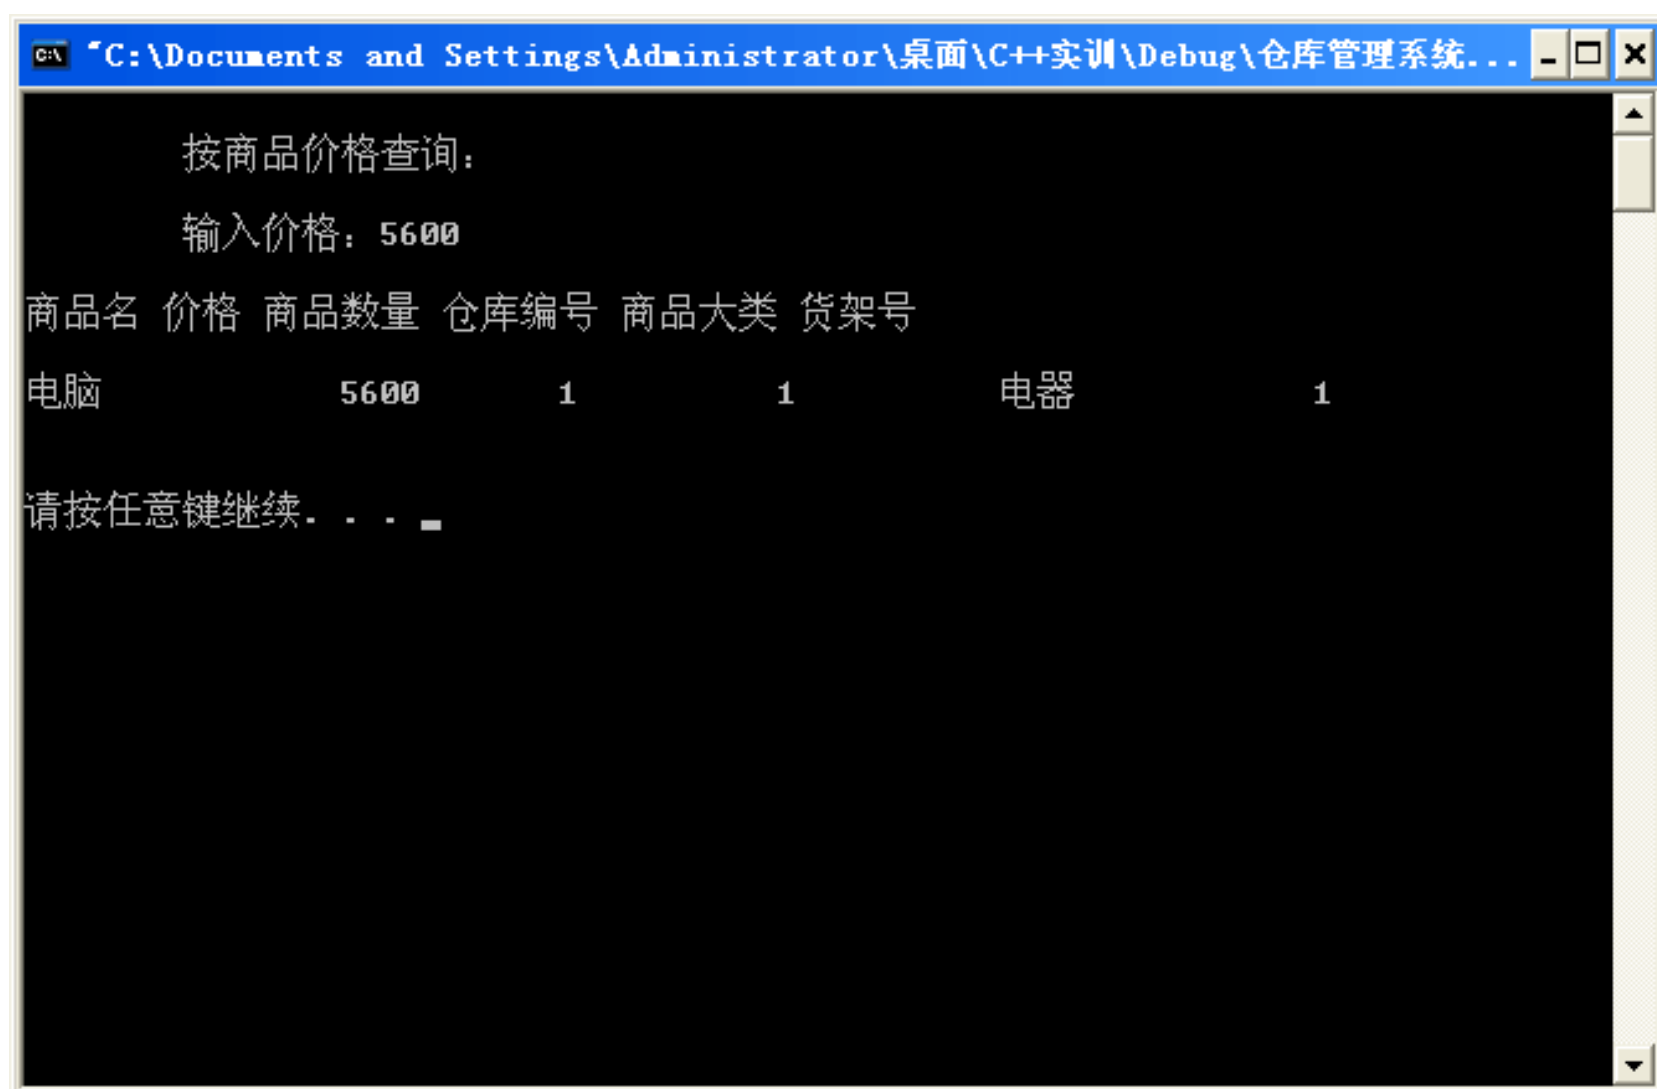 "C:\Documents and Settings\Administrator\桌面\C++实训\Debug\仓库管理系统...
按商品价格查询：
输入价格：5600
商品名 价格 商品数量 仓库编号 商品大类 货架号
电脑 5600 1 1 电器 1
请按任意键继续. . .